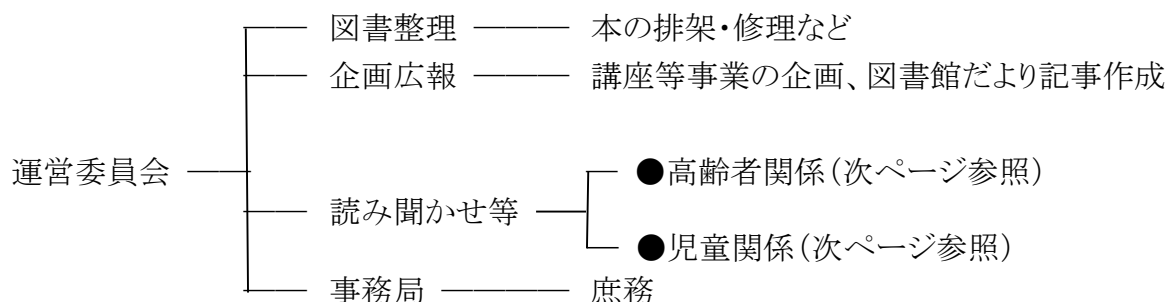 図書整理 本の排架・修理など
企画広報 講座等事業の企画、図書館だより記事作成
運営委員会
●高齢者関係(次ページ参照)
読み聞かせ等
●児童関係(次ページ参照)
事務局 庶務